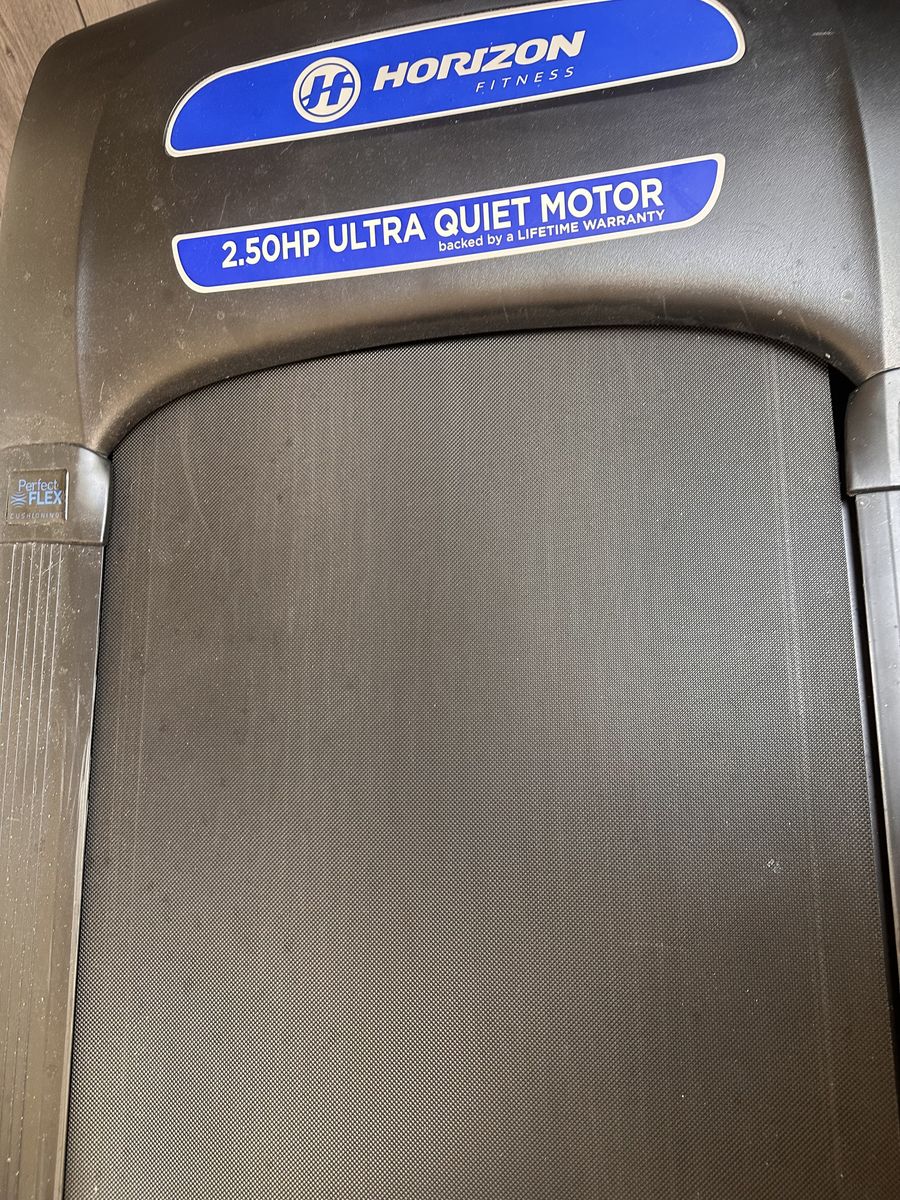 HORIZON
FITNESS
2.50HP ULTRA QUIET MOTOR
backed by a LIFETIME WARRANTY
Perfect
FLEX
CUSHIONING